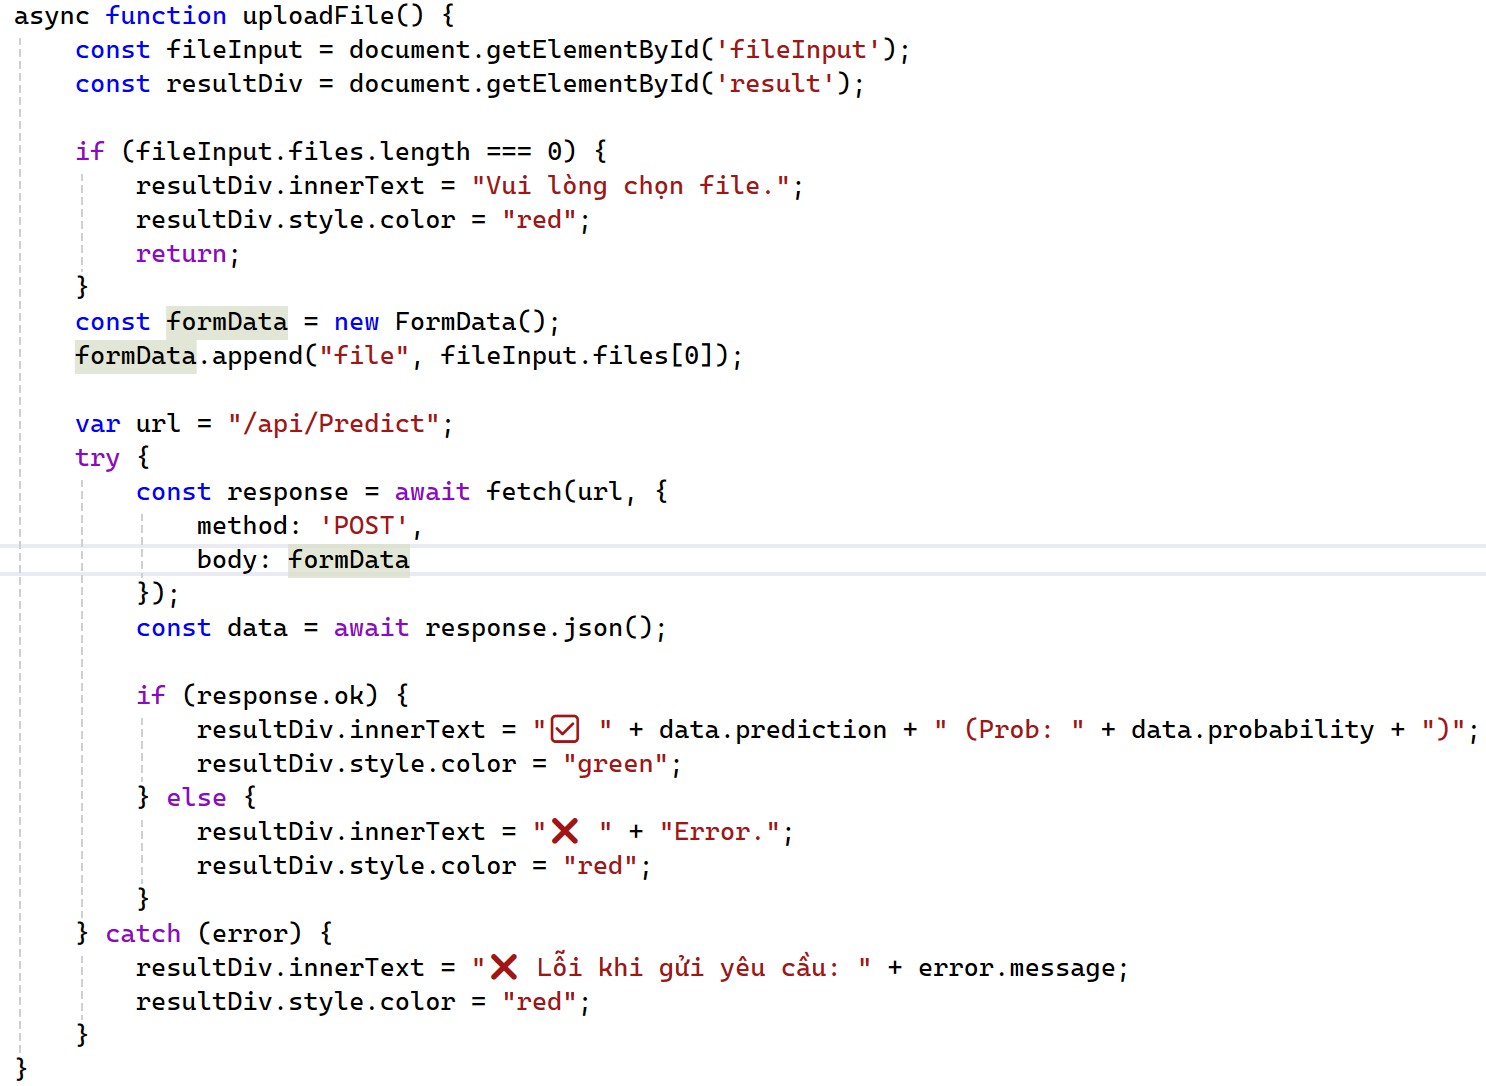 async function uploadFile() {
    const fileInput = document.getElementById('fileInput');
    const resultDiv = document.getElementById('result');

    if (fileInput.files.length === 0) {
        resultDiv.innerText = "Vui lòng chọn file.";
        resultDiv.style.color = "red";
        return;
    }
    const formData = new FormData();
    formData.append("file", fileInput.files[0]);

    var url = "/api/Predict";
    try {
        const response = await fetch(url, {
            method: 'POST',
            body: formData
        });
        const data = await response.json();

        if (response.ok) {
            resultDiv.innerText = "✅ " + data.prediction + " (Prob: " + data.probability + ")";
            resultDiv.style.color = "green";
        } else {
            resultDiv.innerText = "❌ " + "Error.";
            resultDiv.style.color = "red";
        }
    } catch (error) {
        resultDiv.innerText = "❌ Lỗi khi gửi yêu cầu: " + error.message;
        resultDiv.style.color = "red";
    }
}